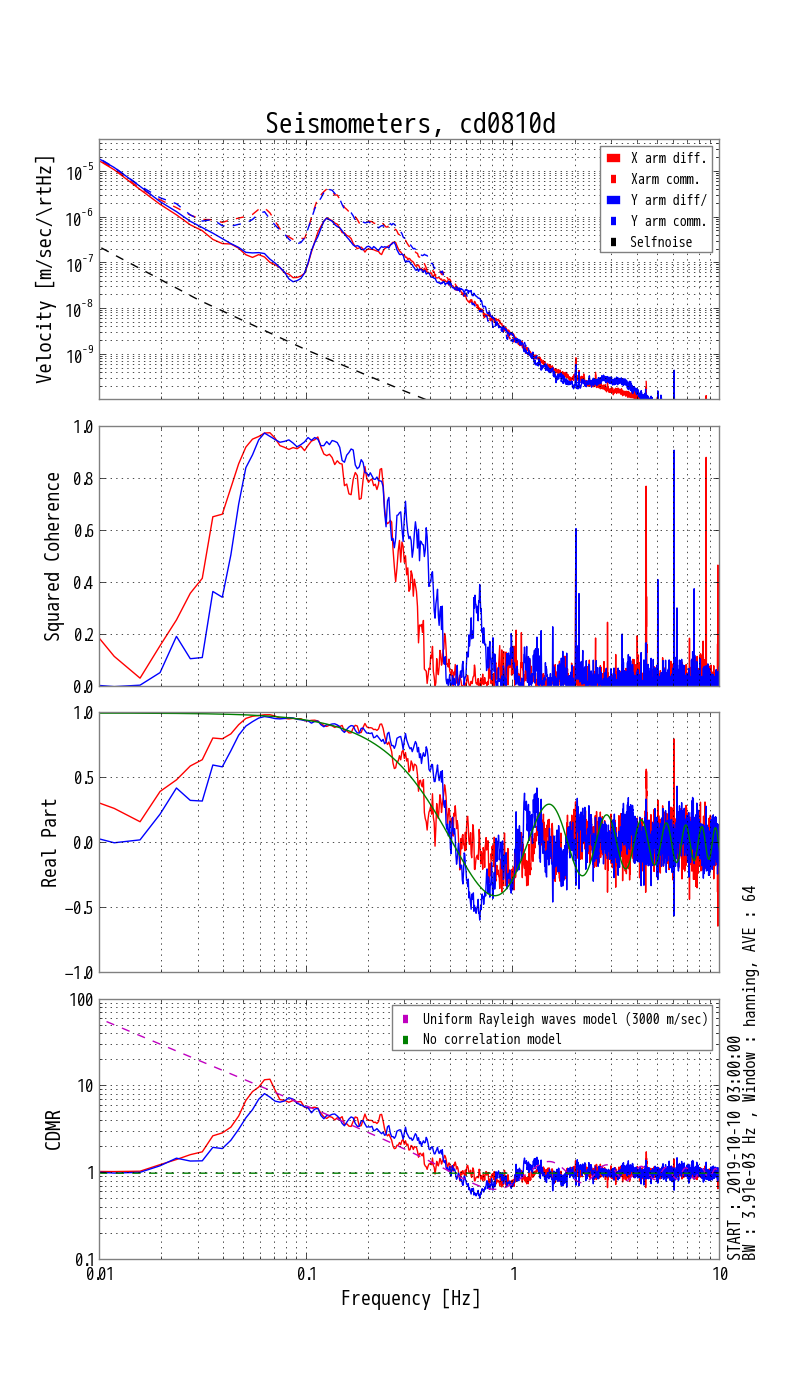 Seismometers, cd0810d
Velocity [m/sec/\rtHz]
10^-5
10^-6
10^-7
10^-8
10^-9
X arm diff.
Xarm comm.
Y arm diff/
Y arm comm.
Selfnoise
Squared Coherence
1.0
0.8
0.6
0.4
0.2
0.0
Real Part
1.0
0.5
0.0
−0.5
−1.0
CDMR
100
10
1
0.1
Uniform Rayleigh waves model (3000 m/sec)
No correlation model
0.01
0.1
1
10
Frequency [Hz]
START : 2019-10-10 03:00:00
BW : 3.91e-03 Hz , Window : hanning, AVE : 64